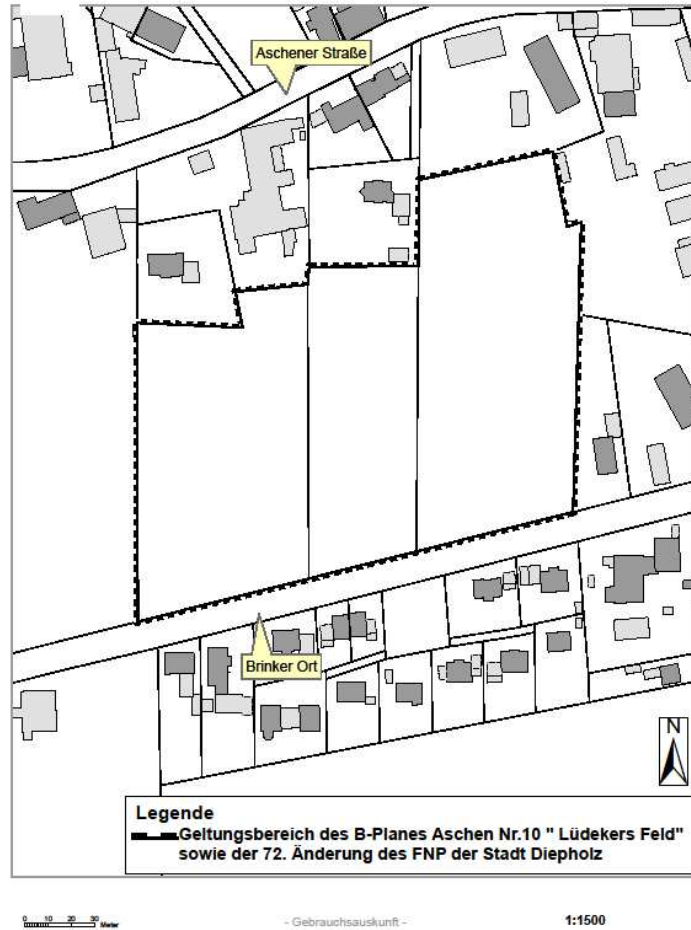 Aschener Straße
Brinker Ort
N
Legende
Geltungsbereich des B-Planes Aschen Nr.10 " Lüdekers Feld"
sowie der 72. Änderung des FNP der Stadt Diepholz
0 10 20 30 Meter
- Gebrauchsauskunft -
1:1500